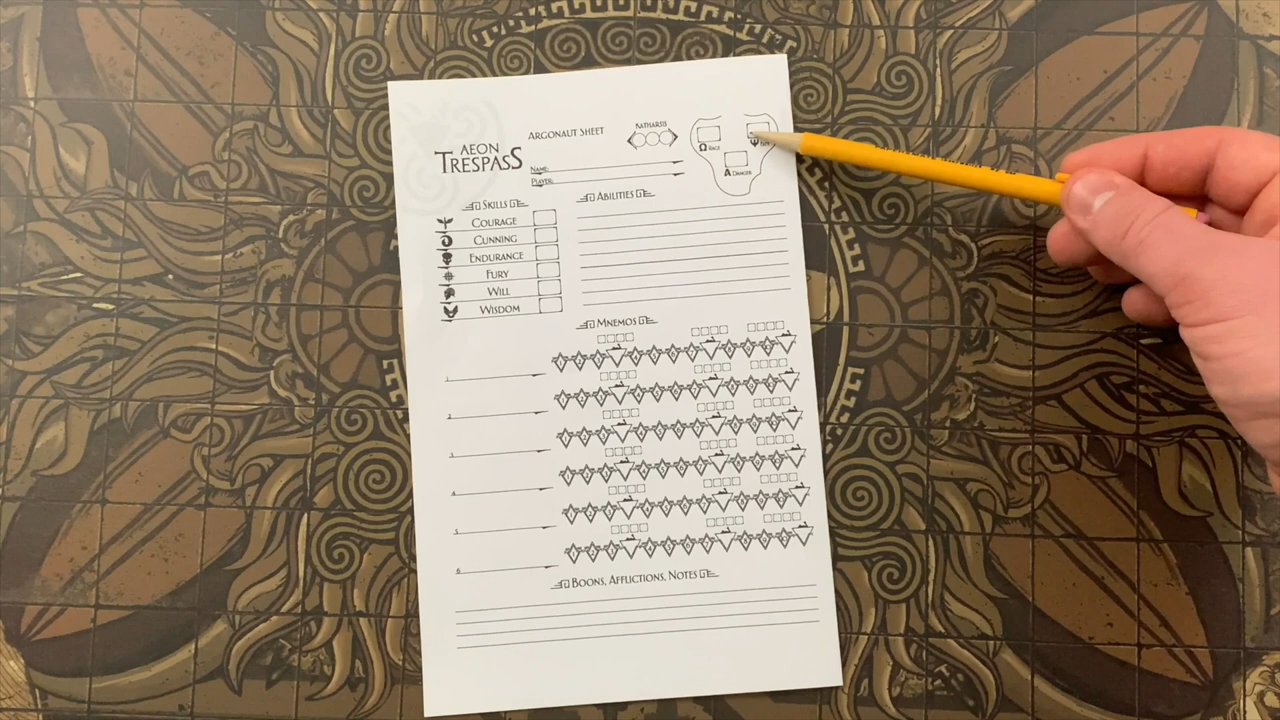 AEON
TRESPASS
ARGONAUT SHEET
KATHARSIS
NAME:
PLAYER:
Ω RAGE
Ψ
DANGER
SKILLS
COURAGE
CUNNING
ENDURANCE
FURY
WILL
WISDOM
ABILITIES
MNEMOS
1
2
3
4
5
6
BOONS, AFFLICTIONS, NOTES